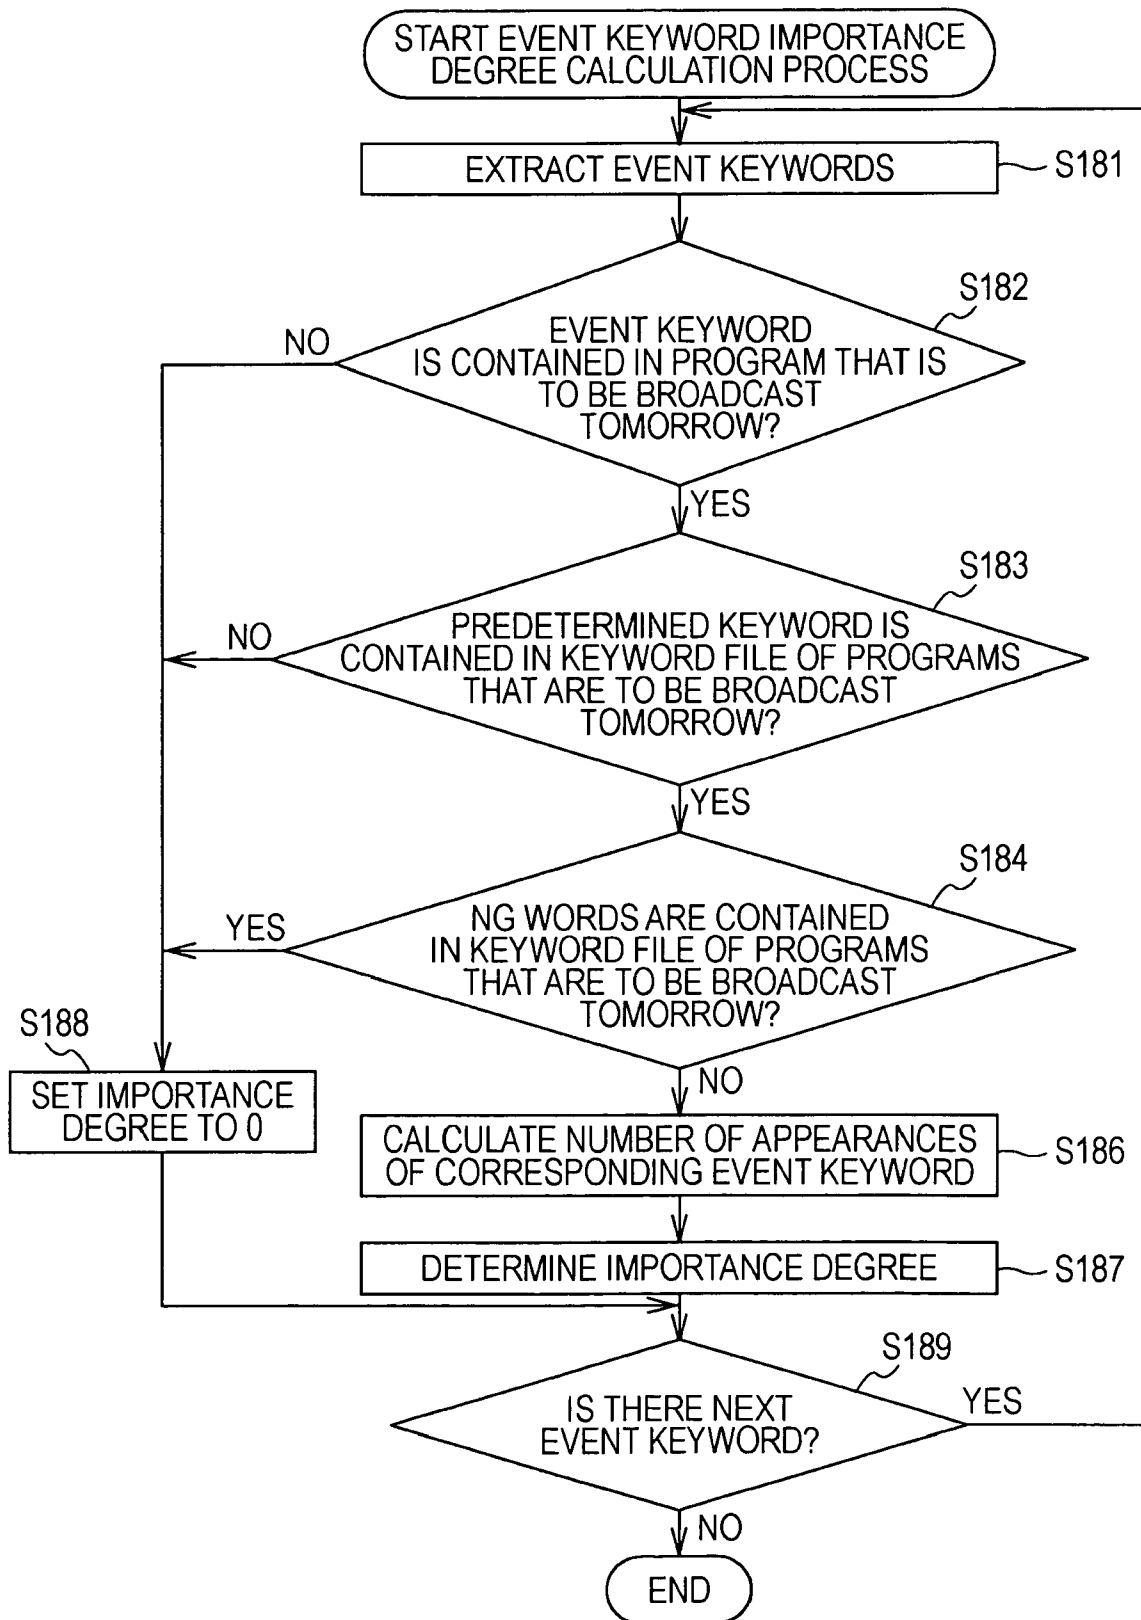 START EVENT KEYWORD IMPORTANCE
DEGREE CALCULATION PROCESS
EXTRACT EVENT KEYWORDS
S181
S182
EVENT KEYWORD
IS CONTAINED IN PROGRAM THAT IS
TO BE BROADCAST
TOMORROW?
NO
YES
S183
PREDETERMINED KEYWORD IS
CONTAINED IN KEYWORD FILE OF PROGRAMS
THAT ARE TO BE BROADCAST
TOMORROW?
NO
YES
S184
NG WORDS ARE CONTAINED
IN KEYWORD FILE OF PROGRAMS
THAT ARE TO BE BROADCAST
TOMORROW?
YES
NO
S188
SET IMPORTANCE
DEGREE TO 0
CALCULATE NUMBER OF APPEARANCES
OF CORRESPONDING EVENT KEYWORD
S186
DETERMINE IMPORTANCE DEGREE
S187
S189
IS THERE NEXT
EVENT KEYWORD?
YES
NO
END